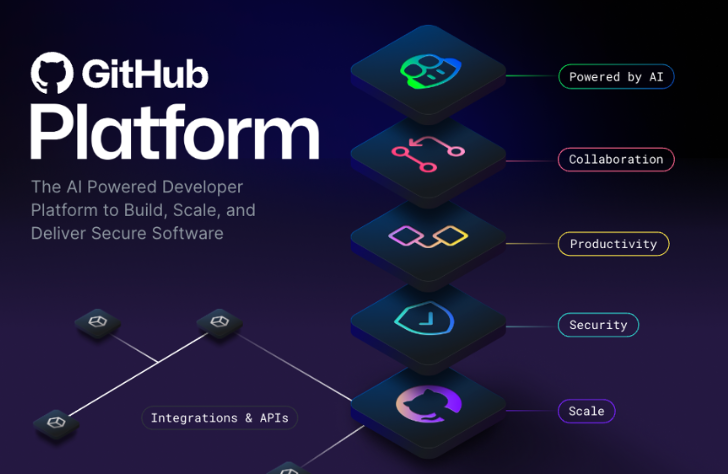 GitHub
Platform
The AI Powered Developer
Platform to Build, Scale, and
Deliver Secure Software
Powered by AI
Collaboration
Productivity
Security
Scale
Integrations & APIs